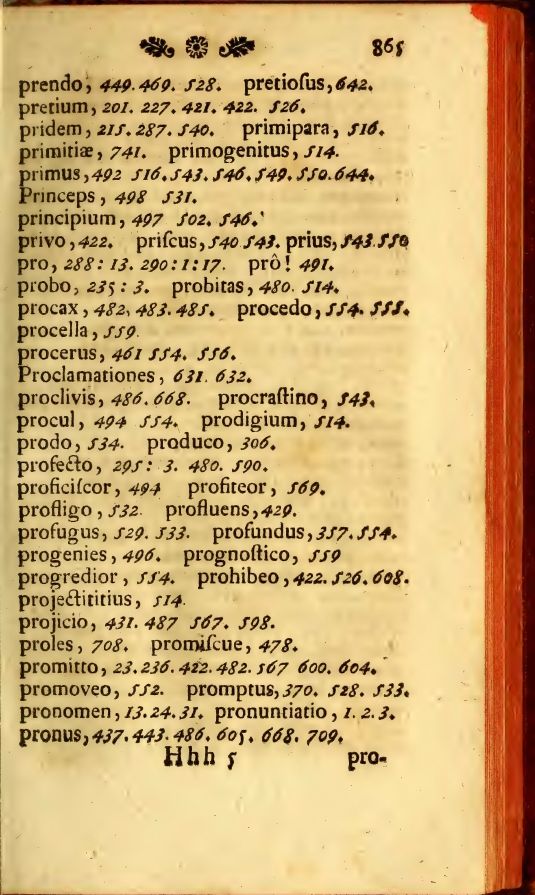 865
prendo, 449. 469. 528. pretioſus, 642.
pretium, 201. 227. 421. 422. 526.
pridem, 215. 287. 540. primipara, 516.
primitiæ, 741. primogenitus, 514.
primus, 492 516. 543. 546. 549. 550. 644.
Princeps, 498 531.
principium, 497 502. 546.
privo, 422. priſcus, 540 543. prius, 543. 550
pro, 288: 13. 290: 1: 17. prô! 491.
probo, 235: 3. probitas, 480. 514.
procax, 482, 483. 485. procedo, 554. 555.
procella, 559.
procerus, 461 554. 556.
Proclamationes, 631. 632.
proclivis, 486. 668. procraſtino, 543.
procul, 494 554. prodigium, 514.
prodo, 534. produco, 306.
profecto, 295: 3. 480. 590.
proficiſcor, 494 profiteor, 569.
profligo, 532. profluens, 429.
profugus, 529. 533. profundus, 357. 554.
progenies, 496. prognoſtico, 559
progredior, 554. prohibeo, 422. 526. 608.
projectititius, 514.
projicio, 431. 487 567. 598.
proles, 708. promiſcue, 478.
promitto, 23. 236. 422. 482. 567 600. 604.
promoveo, 552. promptus, 370. 528. 533.
pronomen, 13. 24. 31. pronuntiatio, 1. 2. 3.
pronus, 437. 443. 486. 605. 668. 709.
Hhh 5 pro-